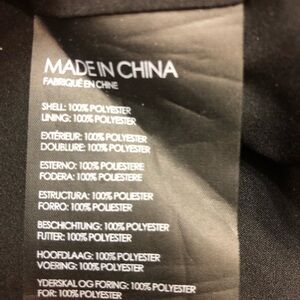 MADE IN CHINA
FABRIQUÉ EN CHINE
SHELL: 100% POLYESTER
LINING: 100% POLYESTER
EXTÉRIEUR: 100% POLYESTER
DOUBLURE: 100% POLYESTER
ESTERNO: 100% POLIESTERE
FODERA: 100% POLIESTERE
ESTRUCTURA: 100% POLIESTER
FORRO: 100% POLIESTER
BESCHICHTUNG: 100% POLYESTER
FUTTER: 100% POLYESTER
HOOFDLAAG: 100% POLYESTER
VOERING: 100% POLYESTER
YDERSKAL OG FORING: 100% POLYESTER
FOR: 100% POLYESTER